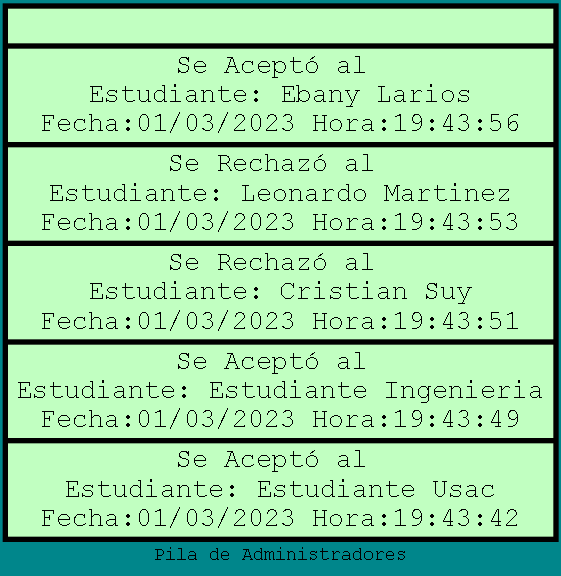 Se Aceptó al
Estudiante: Ebany Larios
Fecha:01/03/2023 Hora:19:43:56
Se Rechazó al
Estudiante: Leonardo Martinez
Fecha:01/03/2023 Hora:19:43:53
Se Rechazó al
Estudiante: Cristian Suy
Fecha:01/03/2023 Hora:19:43:51
Se Aceptó al
Estudiante: Estudiante Ingenieria
Fecha:01/03/2023 Hora:19:43:49
Se Aceptó al
Estudiante: Estudiante Usac
Fecha:01/03/2023 Hora:19:43:42
Pila de Administradores